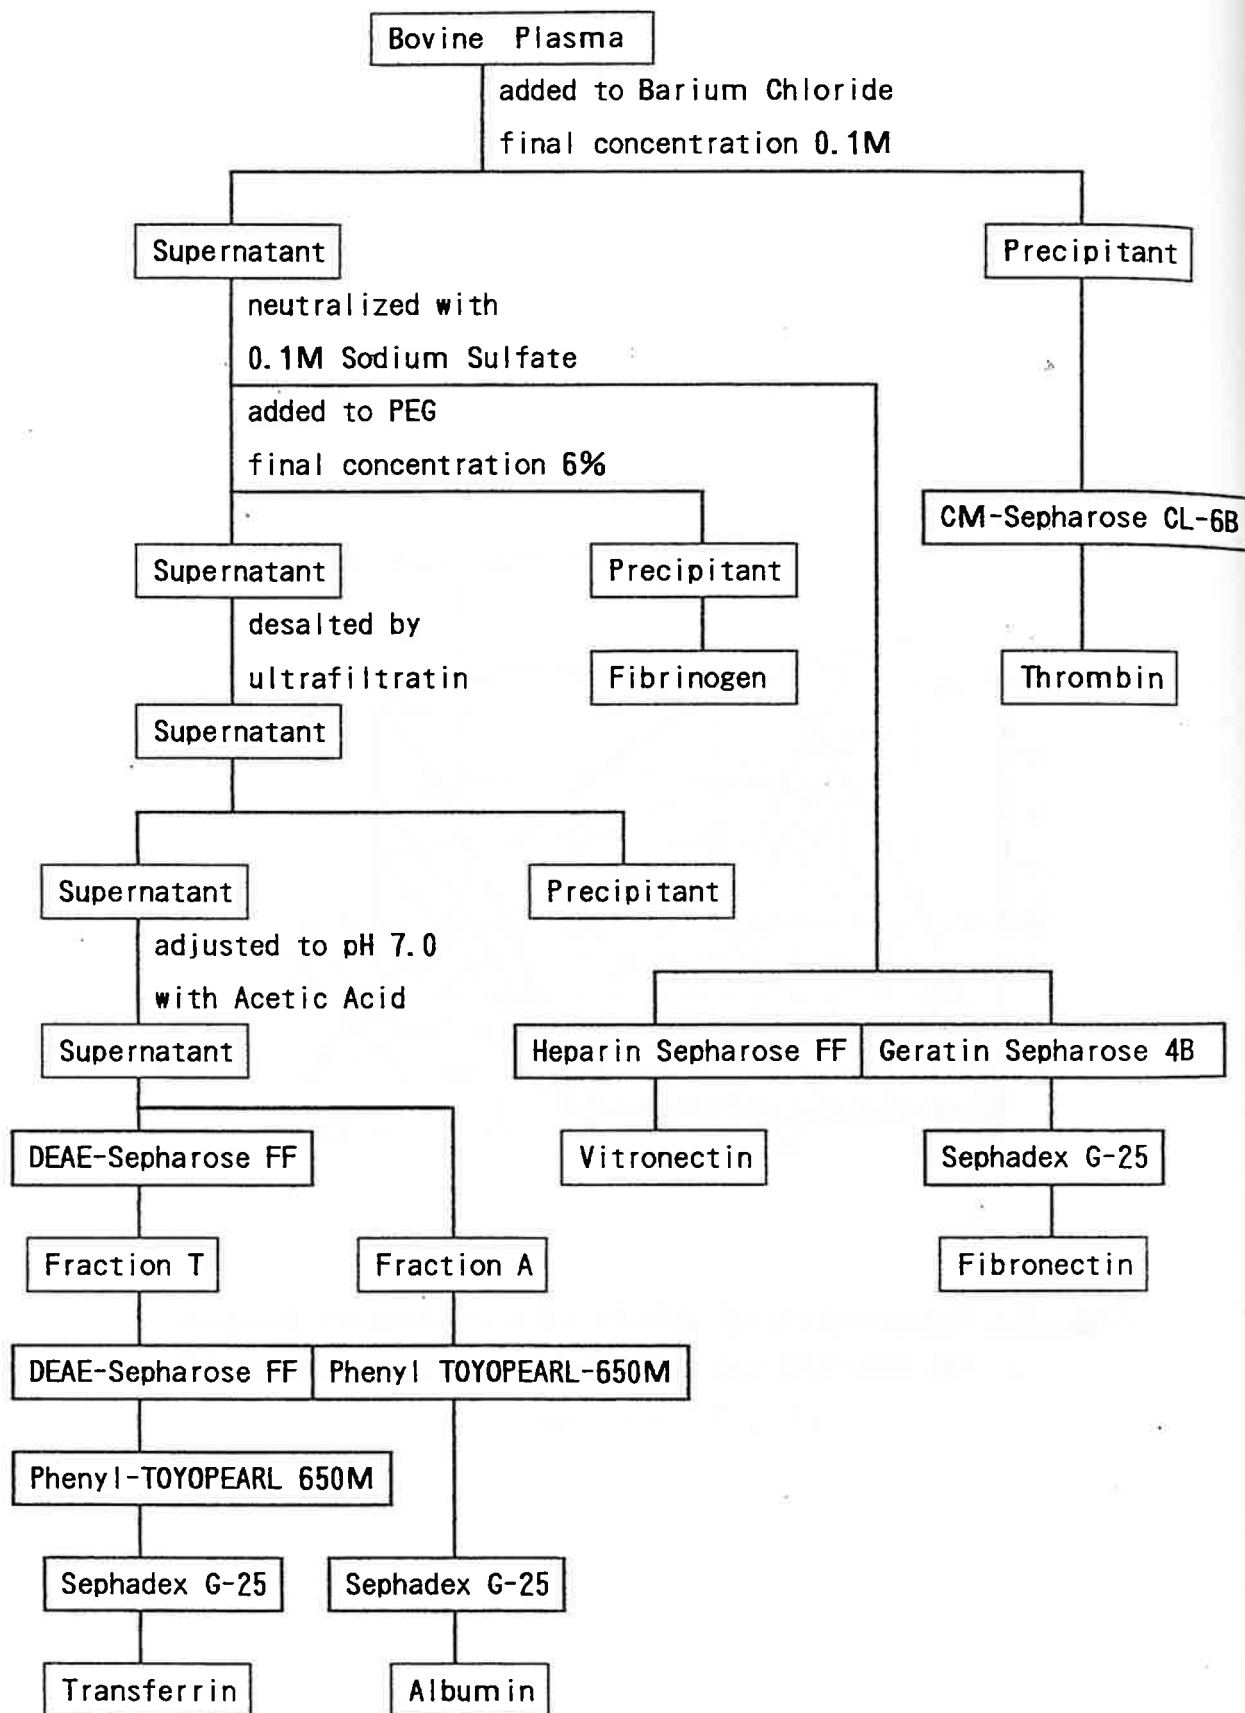 Bovine Plasma
added to Barium Chloride
final concentration 0.1M
Supernatant
Precipitant
neutralized with
0.1M Sodium Sulfate
added to PEG
final concentration 6%
CM-Sepharose CL-6B
Supernatant
Precipitant
desalted by
ultrafiltratin
Fibrinogen
Thrombin
Supernatant
Supernatant
Precipitant
adjusted to pH 7.0
with Acetic Acid
Supernatant
Heparin Sepharose FF
Geratin Sepharose 4B
DEAE-Sepharose FF
Vitronectin
Sephadex G-25
Fraction T
Fraction A
Fibronectin
DEAE-Sepharose FF
Phenyl TOYOPEARL-650M
Phenyl-TOYOPEARL 650M
Sephadex G-25
Sephadex G-25
Transferrin
Albumin